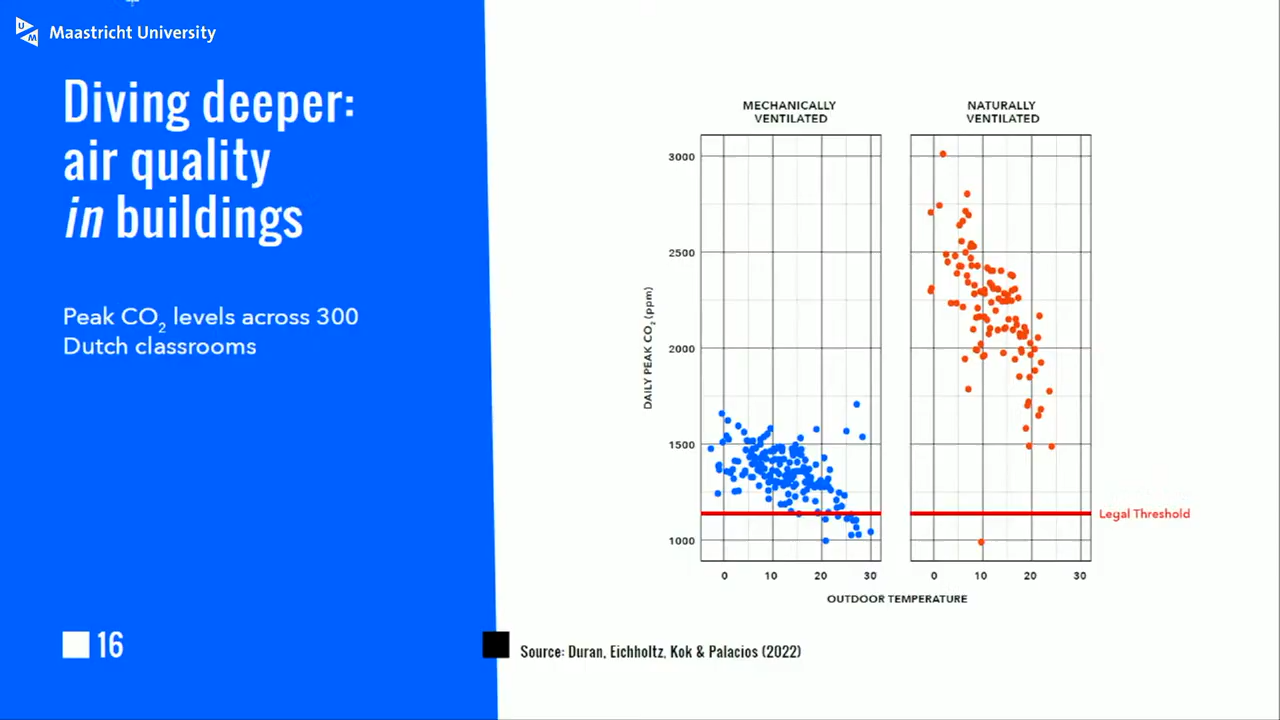 UM
Maastricht University
Diving deeper:
air quality
in buildings
Peak CO2 levels across 300
Dutch classrooms
16
MECHANICALLY
VENTILATED
NATURALLY
VENTILATED
DAILY PEAK CO2 (ppm)
3000
2500
2000
1500
1000
Legal Threshold
0 10 20 30
0 10 20 30
OUTDOOR TEMPERATURE
Source: Duran, Eichholtz, Kok & Palacios (2022)